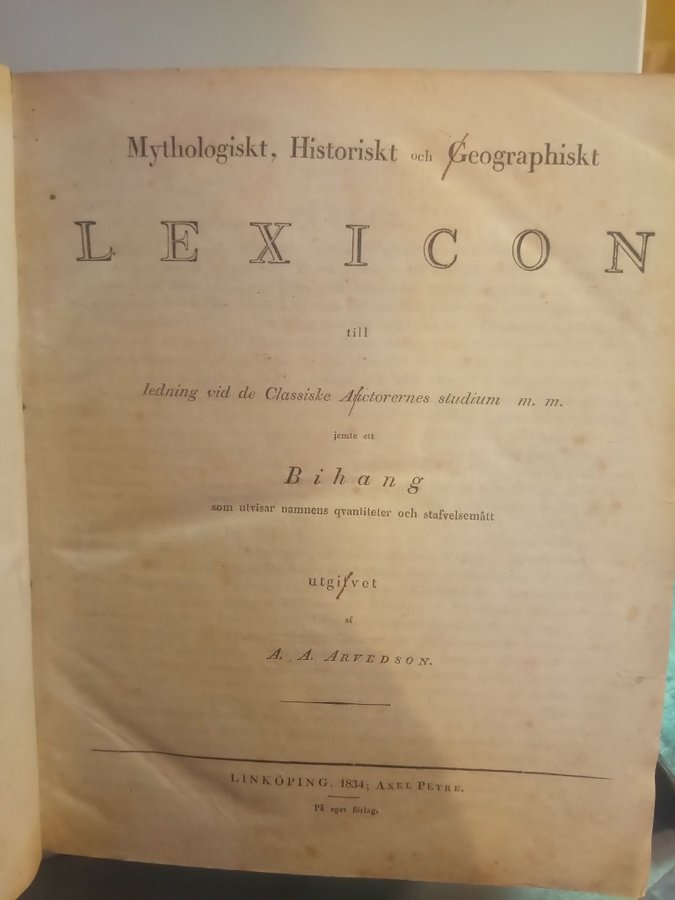 Mythologiskt, Historiskt och Geographiskt
LEXICON
till
ledning vid de Classiske Auctorernes studium m. m.
jemte ett
Bihang
som utvisar namnens qvantiteter och stafvelsemått
utgifvet
af
A. A. ARVEDSON.
LINKÖPING, 1834; AXEL PETRE.
På eget förlag.